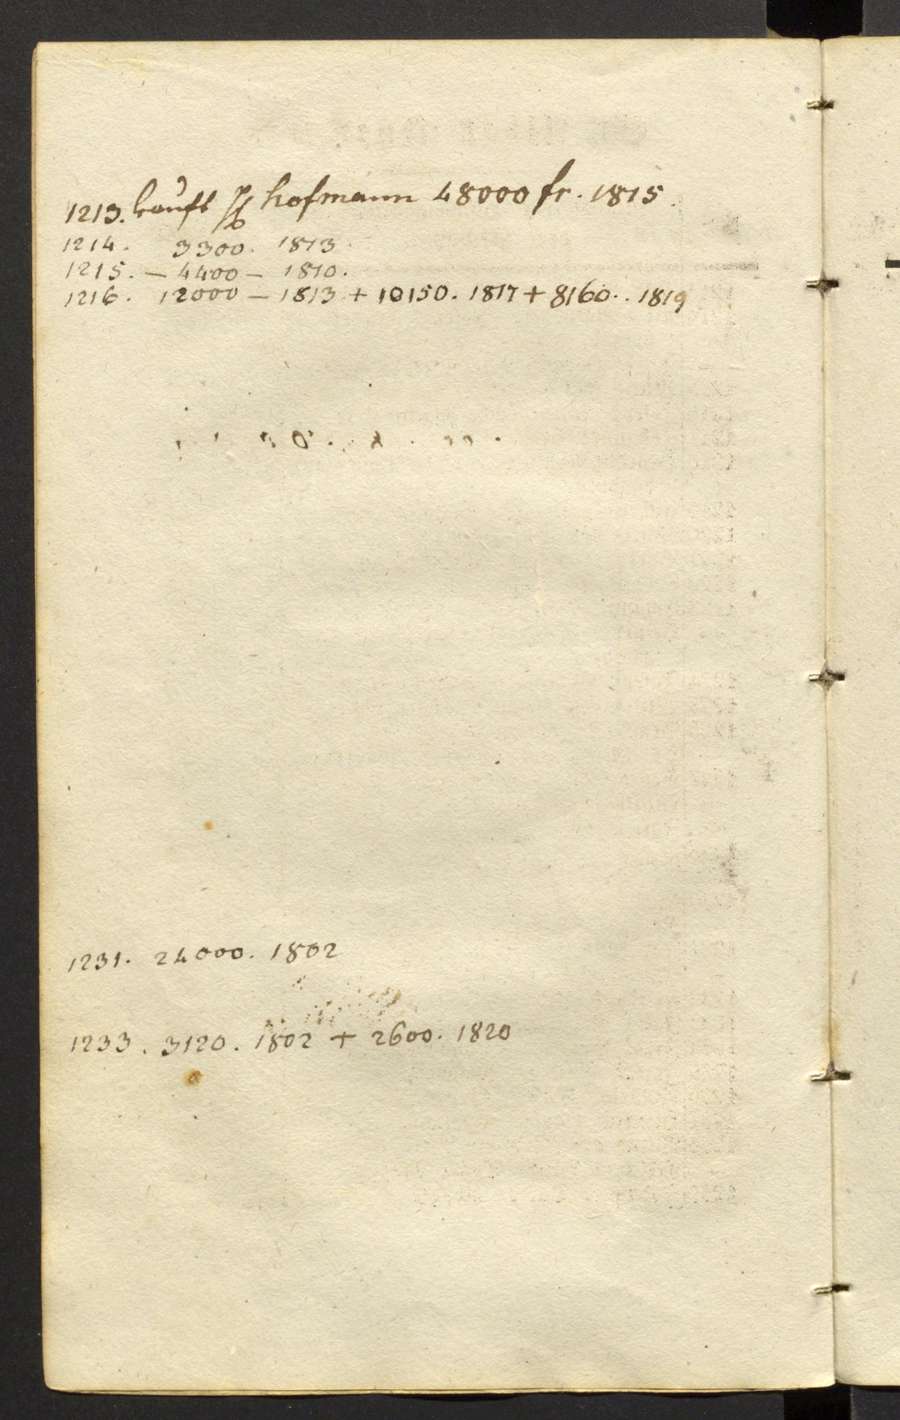 1213. kauft hofmann 48000 fr. 1815.
1214. 3300. 1813.
1215. – 4400 – 1810.
1216. 12000 – 1813 + 10150. 1817 + 8160. . 1819
1231. 24000. 1802
1233. 3120. 1802 + 2600. 1820